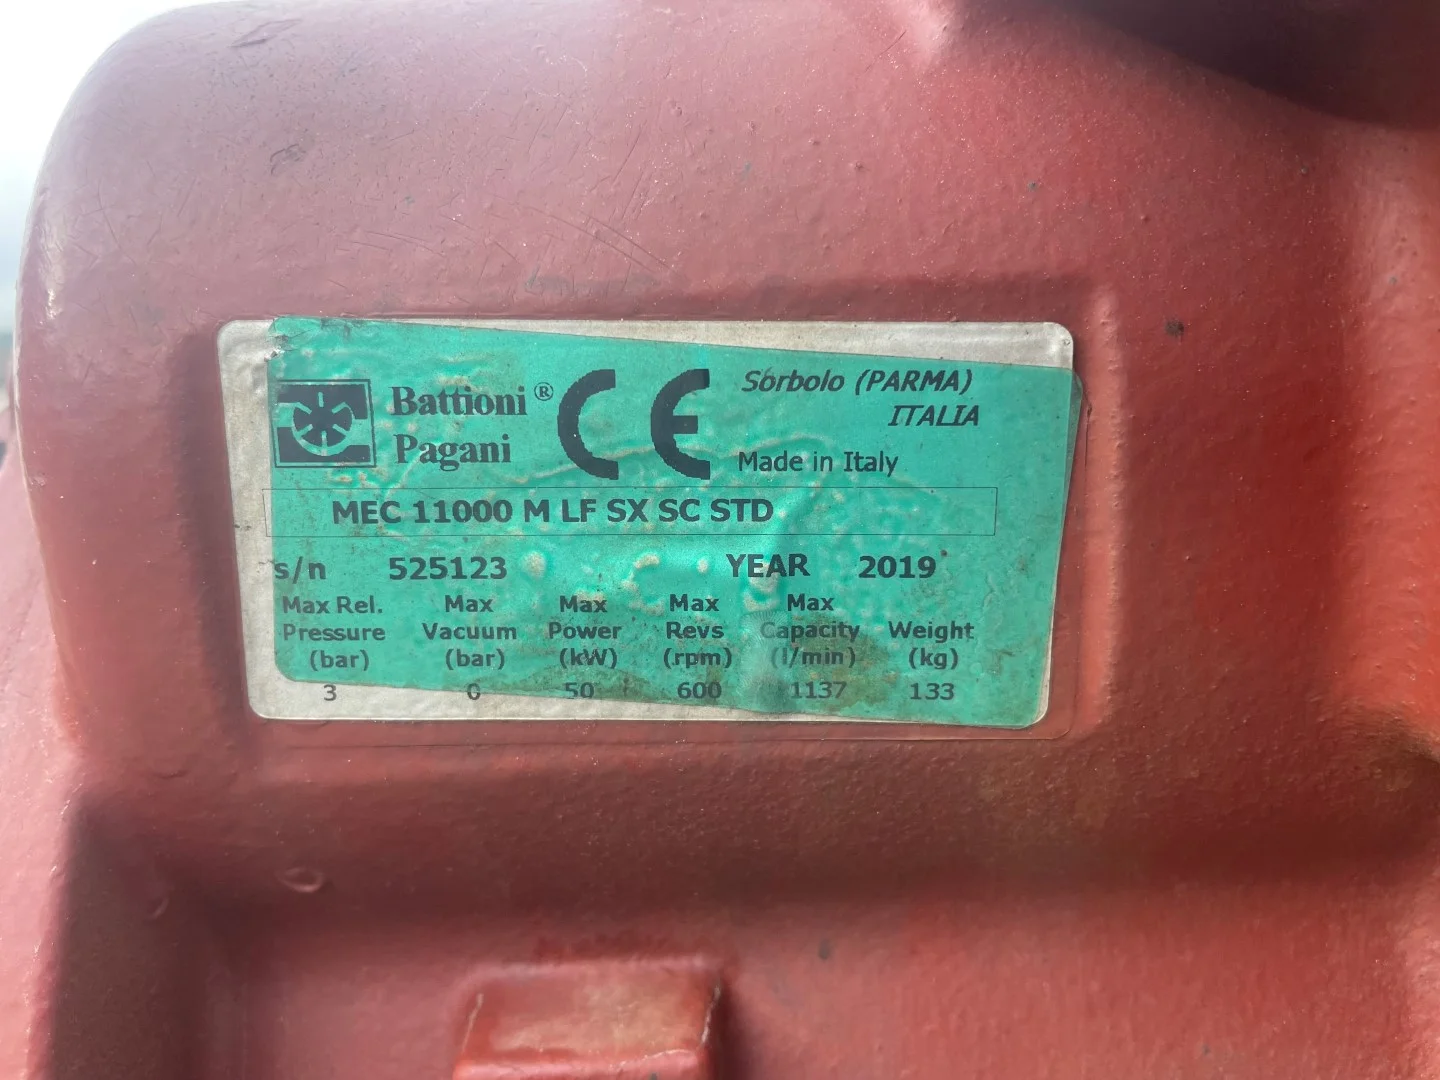 Battioni®
Pagani
CE
Sorbolo (PARMA)
ITALIA
Made in Italy
MEC 11000 M LF SX SC STD
s/n 525123 YEAR 2019
Max Rel. Max Max Max Max
Pressure Vacuum Power Revs Capacity Weight
(bar) (bar) (kW) (rpm) (l/min) (kg)
3 0 50 600 1137 133